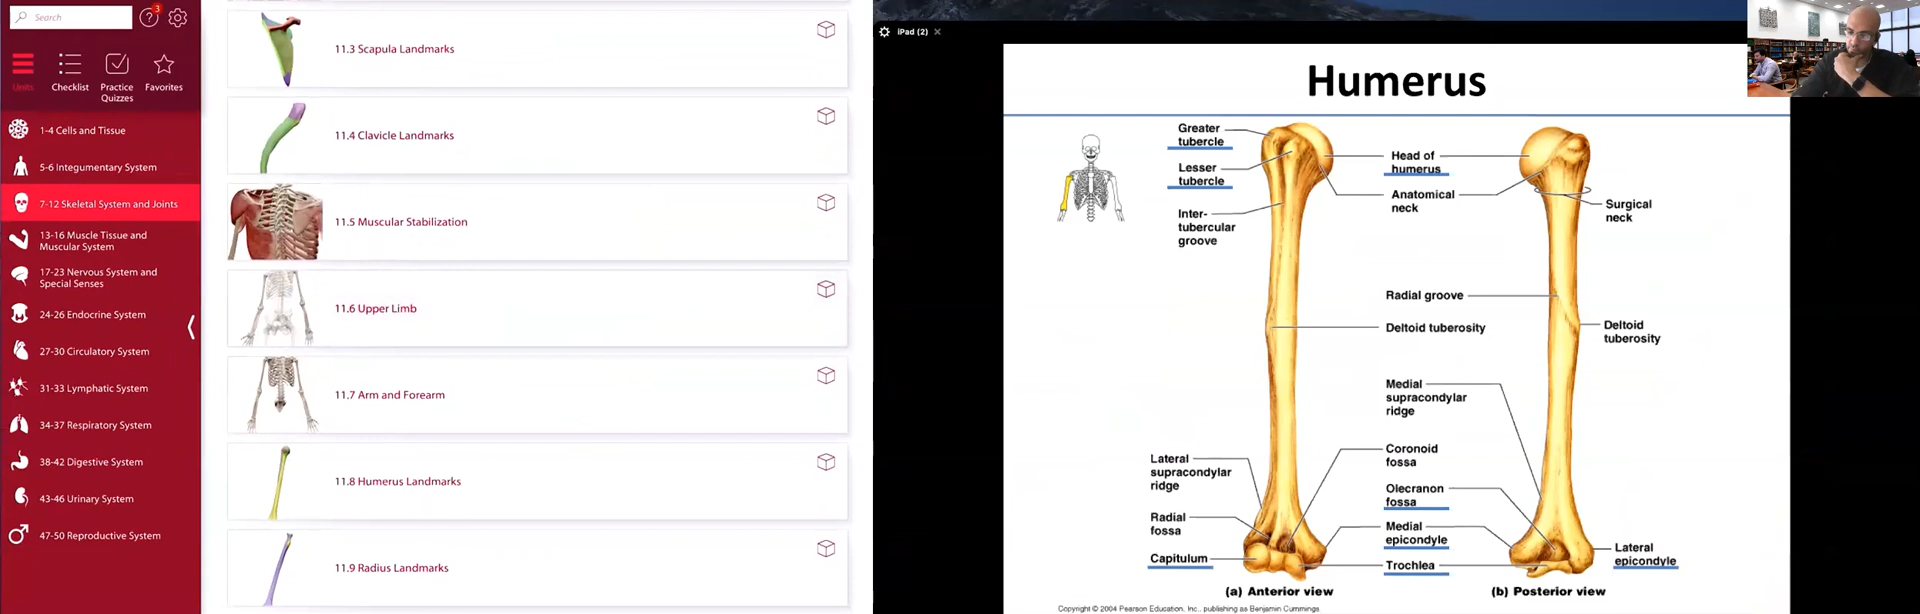 Search
3
Units
Checklist
Practice
Quizzes
Favorites
1-4 Cells and Tissue
5-6 Integumentary System
7-12 Skeletal System and Joints
13-16 Muscle Tissue and
Muscular System
17-23 Nervous System and
Special Senses
24-26 Endocrine System
27-30 Circulatory System
31-33 Lymphatic System
34-37 Respiratory System
38-42 Digestive System
43-46 Urinary System
47-50 Reproductive System
11.3 Scapula Landmarks
11.4 Clavicle Landmarks
11.5 Muscular Stabilization
11.6 Upper Limb
11.7 Arm and Forearm
11.8 Humerus Landmarks
11.9 Radius Landmarks
iPad (2)
Humerus
Greater
tubercle
Lesser
tubercle
Inter-
tubercular
groove
Head of
humerus
Anatomical
neck
Surgical
neck
Radial groove
Deltoid tuberosity
Deltoid
tuberosity
Medial
supracondylar
ridge
Lateral
supracondylar
ridge
Coronoid
fossa
Olecranon
fossa
Radial
fossa
Medial
epicondyle
Capitulum
Trochlea
Lateral
epicondyle
(a) Anterior view
(b) Posterior view
Copyright © 2004 Pearson Education, Inc., publishing as Benjamin Cummings